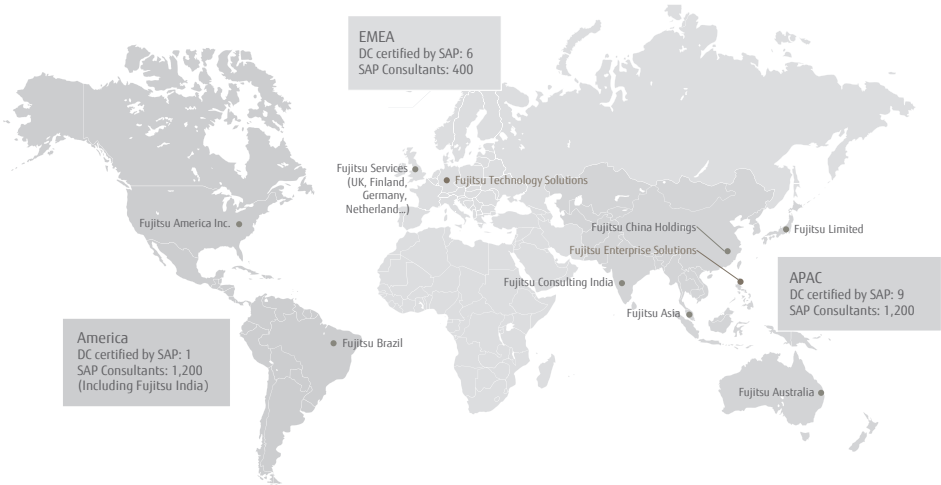 EMEA
DC certified by SAP: 6
SAP Consultants: 400
Fujitsu Services
(UK, Finland,
Germany,
Netherland...)
Fujitsu Technology Solutions
Fujitsu America Inc.
Fujitsu China Holdings
Fujitsu Limited
Fujitsu Enterprise Solutions
Fujitsu Consulting India
APAC
DC certified by SAP: 9
SAP Consultants: 1,200
Fujitsu Asia
America
DC certified by SAP: 1
SAP Consultants: 1,200
(Including Fujitsu India)
Fujitsu Brazil
Fujitsu Australia